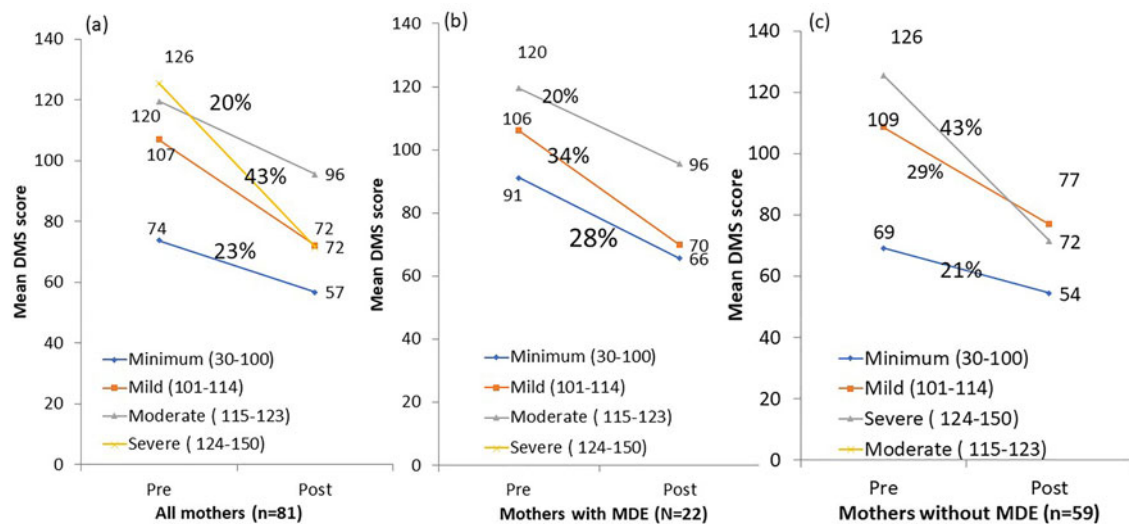 (a)
Mean DMS score
140
120
100
80
60
40
20
0
126
120
107
74
20%
43%
23%
96
72
72
57
Minimum (30-100)
Mild (101-114)
Moderate ( 115-123)
Severe ( 124-150)
Pre
Post
All mothers (n=81)
(b)
Mean DMS score
140
120
100
80
60
40
20
0
120
106
91
20%
34%
28%
96
70
66
Minimum (30-100)
Mild (101-114)
Moderate ( 115-123)
Severe ( 124-150)
Pre
Post
Mothers with MDE (N=22)
(c)
Mean DMS score
140
120
100
80
60
40
20
0
126
109
69
43%
29%
21%
77
72
54
Minimum (30-100)
Mild (101-114)
Severe ( 124-150)
Moderate ( 115-123)
Pre
Post
Mothers without MDE (n=59)